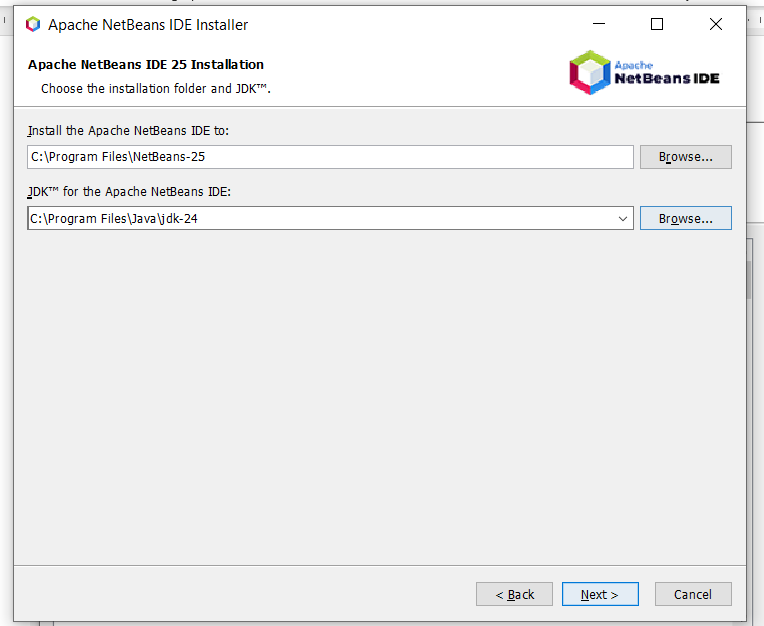 Apache NetBeans IDE Installer
Apache NetBeans IDE 25 Installation
Choose the installation folder and JDK™.
Apache
NetBeans IDE
Install the Apache NetBeans IDE to:
C:\Program Files\NetBeans-25
Browse...
JDK™ for the Apache NetBeans IDE:
C:\Program Files\Java\jdk-24
Browse...
< Back
Next >
Cancel